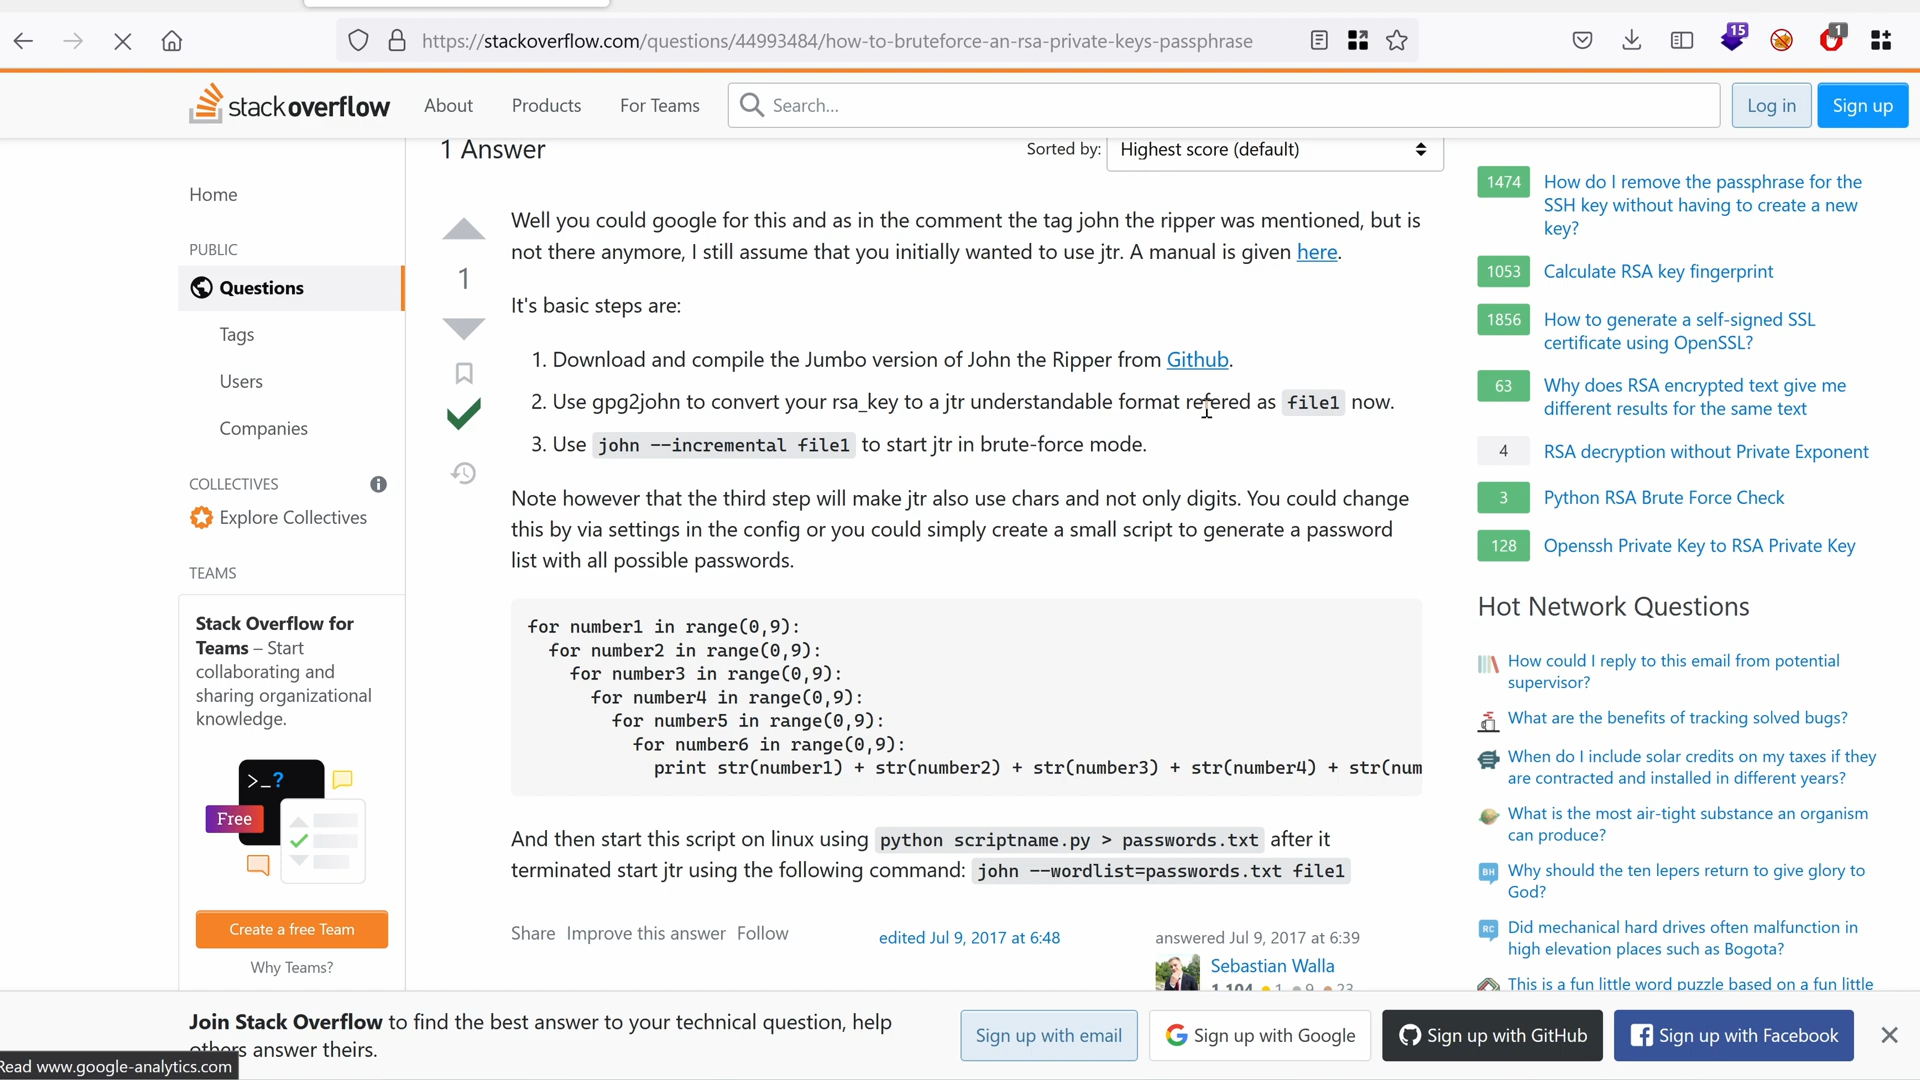 https://stackoverflow.com/questions/44993484/how-to-bruteforce-an-rsa-private-keys-passphrase
15
1
stackoverflow
About
Products
For Teams
Search...
Log in
Sign up
Home
PUBLIC
Questions
Tags
Users
Companies
COLLECTIVES
Explore Collectives
TEAMS
Stack Overflow for
Teams – Start
collaborating and
sharing organizational
knowledge.
>_?
Free
Create a free Team
Why Teams?
1 Answer
Sorted by:
Highest score (default)
1
Well you could google for this and as in the comment the tag john the ripper was mentioned, but is
not there anymore, I still assume that you initially wanted to use jtr. A manual is given here.
It's basic steps are:
1. Download and compile the Jumbo version of John the Ripper from Github.
2. Use gpg2john to convert your rsa_key to a jtr understandable format refered as file1 now.
3. Use john --incremental file1 to start jtr in brute-force mode.
Note however that the third step will make jtr also use chars and not only digits. You could change
this by via settings in the config or you could simply create a small script to generate a password
list with all possible passwords.
for number1 in range(0,9):
for number2 in range(0,9):
for number3 in range(0,9):
for number4 in range(0,9):
for number5 in range(0,9):
for number6 in range(0,9):
print str(number1) + str(number2) + str(number3) + str(number4) + str(num
And then start this script on linux using python scriptname.py > passwords.txt after it
terminated start jtr using the following command: john --wordlist=passwords.txt file1
Share Improve this answer Follow
edited Jul 9, 2017 at 6:48
answered Jul 9, 2017 at 6:39
Sebastian Walla
1,104 1 9 23
1474 How do I remove the passphrase for the
SSH key without having to create a new
key?
1053 Calculate RSA key fingerprint
1856 How to generate a self-signed SSL
certificate using OpenSSL?
63 Why does RSA encrypted text give me
different results for the same text
4 RSA decryption without Private Exponent
3 Python RSA Brute Force Check
128 Openssh Private Key to RSA Private Key
Hot Network Questions
How could I reply to this email from potential
supervisor?
What are the benefits of tracking solved bugs?
When do I include solar credits on my taxes if they
are contracted and installed in different years?
What is the most air-tight substance an organism
can produce?
BH Why should the ten lepers return to give glory to
God?
RC Did mechanical hard drives often malfunction in
high elevation places such as Bogota?
This is a fun little word puzzle based on a fun little
Join Stack Overflow to find the best answer to your technical question, help
others answer theirs.
Sign up with email
Sign up with Google
Sign up with GitHub
Sign up with Facebook
Read www.google-analytics.com